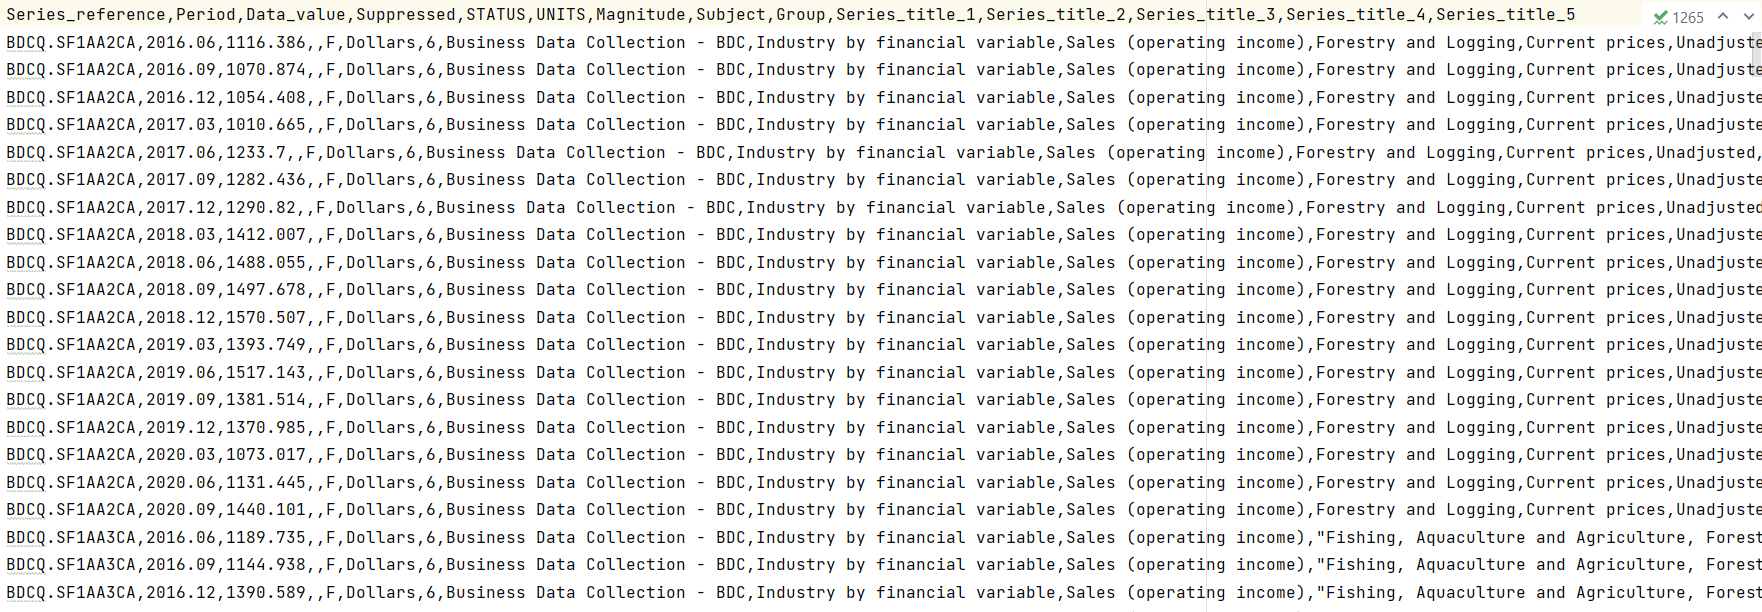 Series_reference,Period,Data_value,Suppressed,STATUS,UNITS,Magnitude,Subject,Group,Series_title_1,Series_title_2,Series_title_3,Series_title_4,Series_title_5 1265
BDCQ.SF1AA2CA,2016.06,1116.386,,F,Dollars,6,Business Data Collection - BDC,Industry by financial variable,Sales (operating income),Forestry and Logging,Current prices,Unadjuste
BDCQ.SF1AA2CA,2016.09,1070.874,,F,Dollars,6,Business Data Collection - BDC,Industry by financial variable,Sales (operating income),Forestry and Logging,Current prices,Unadjuste
BDCQ.SF1AA2CA,2016.12,1054.408,,F,Dollars,6,Business Data Collection - BDC,Industry by financial variable,Sales (operating income),Forestry and Logging,Current prices,Unadjuste
BDCQ.SF1AA2CA,2017.03,1010.665,,F,Dollars,6,Business Data Collection - BDC,Industry by financial variable,Sales (operating income),Forestry and Logging,Current prices,Unadjuste
BDCQ.SF1AA2CA,2017.06,1233.7,,F,Dollars,6,Business Data Collection - BDC,Industry by financial variable,Sales (operating income),Forestry and Logging,Current prices,Unadjusted,
BDCQ.SF1AA2CA,2017.09,1282.436,,F,Dollars,6,Business Data Collection - BDC,Industry by financial variable,Sales (operating income),Forestry and Logging,Current prices,Unadjuste
BDCQ.SF1AA2CA,2017.12,1290.82,,F,Dollars,6,Business Data Collection - BDC,Industry by financial variable,Sales (operating income),Forestry and Logging,Current prices,Unadjusted
BDCQ.SF1AA2CA,2018.03,1412.007,,F,Dollars,6,Business Data Collection - BDC,Industry by financial variable,Sales (operating income),Forestry and Logging,Current prices,Unadjuste
BDCQ.SF1AA2CA,2018.06,1488.055,,F,Dollars,6,Business Data Collection - BDC,Industry by financial variable,Sales (operating income),Forestry and Logging,Current prices,Unadjuste
BDCQ.SF1AA2CA,2018.09,1497.678,,F,Dollars,6,Business Data Collection - BDC,Industry by financial variable,Sales (operating income),Forestry and Logging,Current prices,Unadjuste
BDCQ.SF1AA2CA,2018.12,1570.507,,F,Dollars,6,Business Data Collection - BDC,Industry by financial variable,Sales (operating income),Forestry and Logging,Current prices,Unadjuste
BDCQ.SF1AA2CA,2019.03,1393.749,,F,Dollars,6,Business Data Collection - BDC,Industry by financial variable,Sales (operating income),Forestry and Logging,Current prices,Unadjuste
BDCQ.SF1AA2CA,2019.06,1517.143,,F,Dollars,6,Business Data Collection - BDC,Industry by financial variable,Sales (operating income),Forestry and Logging,Current prices,Unadjuste
BDCQ.SF1AA2CA,2019.09,1381.514,,F,Dollars,6,Business Data Collection - BDC,Industry by financial variable,Sales (operating income),Forestry and Logging,Current prices,Unadjuste
BDCQ.SF1AA2CA,2019.12,1370.985,,F,Dollars,6,Business Data Collection - BDC,Industry by financial variable,Sales (operating income),Forestry and Logging,Current prices,Unadjuste
BDCQ.SF1AA2CA,2020.03,1073.017,,F,Dollars,6,Business Data Collection - BDC,Industry by financial variable,Sales (operating income),Forestry and Logging,Current prices,Unadjuste
BDCQ.SF1AA2CA,2020.06,1131.445,,F,Dollars,6,Business Data Collection - BDC,Industry by financial variable,Sales (operating income),Forestry and Logging,Current prices,Unadjuste
BDCQ.SF1AA2CA,2020.09,1440.101,,F,Dollars,6,Business Data Collection - BDC,Industry by financial variable,Sales (operating income),Forestry and Logging,Current prices,Unadjuste
BDCQ.SF1AA3CA,2016.06,1189.735,,F,Dollars,6,Business Data Collection - BDC,Industry by financial variable,Sales (operating income),"Fishing, Aquaculture and Agriculture, Forest
BDCQ.SF1AA3CA,2016.09,1144.938,,F,Dollars,6,Business Data Collection - BDC,Industry by financial variable,Sales (operating income),"Fishing, Aquaculture and Agriculture, Forest
BDCQ.SF1AA3CA,2016.12,1390.589,,F,Dollars,6,Business Data Collection - BDC,Industry by financial variable,Sales (operating income),"Fishing, Aquaculture and Agriculture, Forest